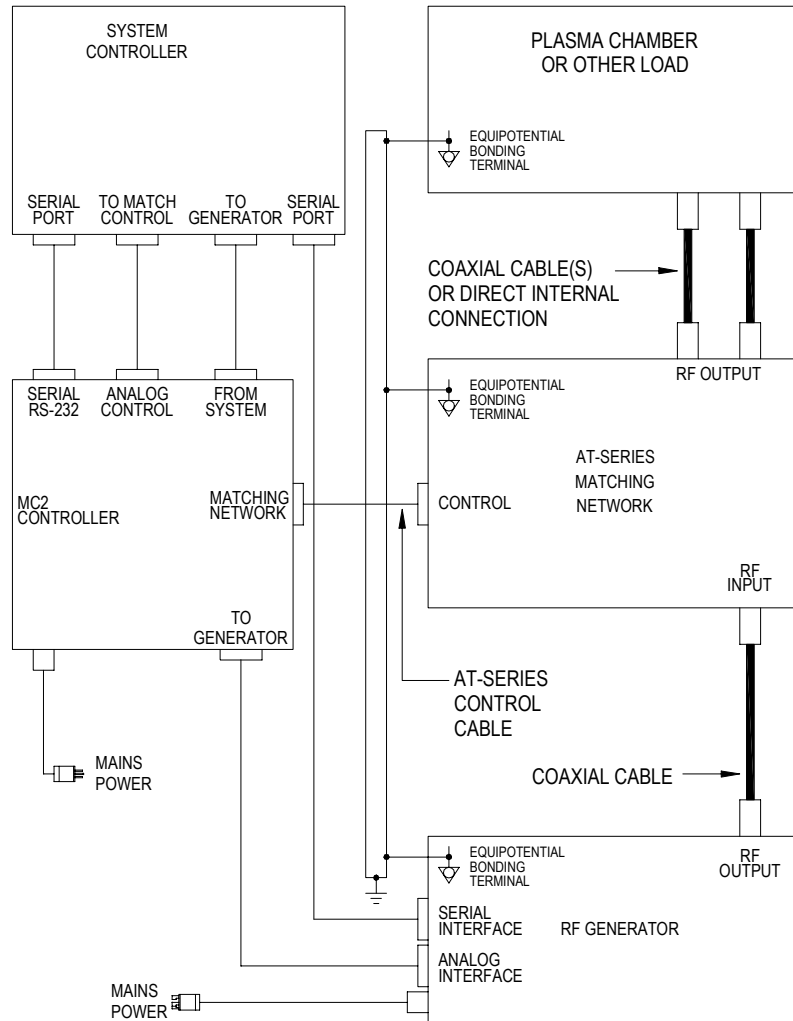 SYSTEM
CONTROLLER
SERIAL
PORT
TO MATCH
CONTROL
TO
GENERATOR
SERIAL
PORT
PLASMA CHAMBER
OR OTHER LOAD
EQUIPOTENTIAL
BONDING
TERMINAL
COAXIAL CABLE(S)
OR DIRECT INTERNAL
CONNECTION
SERIAL
RS-232
ANALOG
CONTROL
FROM
SYSTEM
MC2
CONTROLLER
MATCHING
NETWORK
TO
GENERATOR
RF OUTPUT
EQUIPOTENTIAL
BONDING
TERMINAL
AT-SERIES
MATCHING
NETWORK
CONTROL
RF
INPUT
AT-SERIES
CONTROL
CABLE
MAINS
POWER
COAXIAL CABLE
EQUIPOTENTIAL
BONDING
TERMINAL
RF
OUTPUT
SERIAL
INTERFACE
RF GENERATOR
ANALOG
INTERFACE
MAINS
POWER